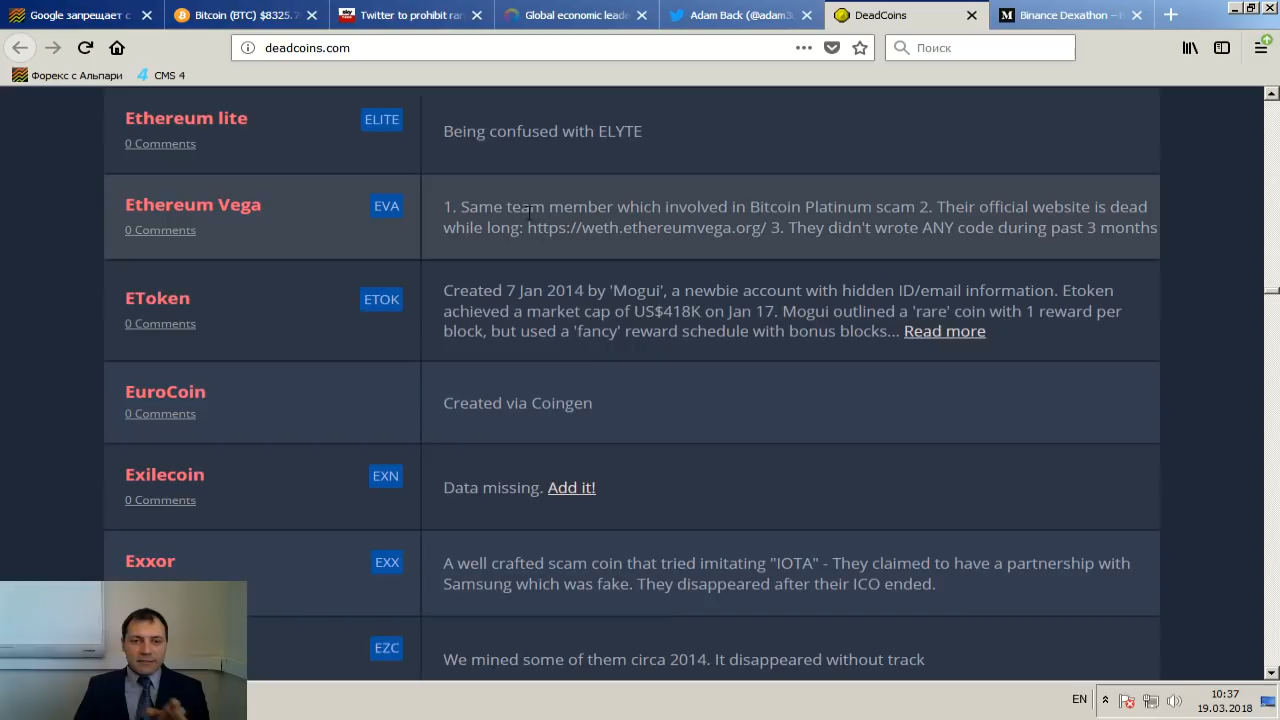 Google запрещает с
Bitcoin (BTC) $8325.7
Twitter to prohibit ran
Global economic leade
Adam Back (@adam3u
DeadCoins
Binance Dexathon — B
deadcoins.com
Поиск
Форекс с Альпари
CMS 4
Ethereum lite
ELITE
0 Comments
Being confused with ELYTE
Ethereum Vega
EVA
0 Comments
1. Same team member which involved in Bitcoin Platinum scam 2. Their official website is dead
while long: https://weth.ethereumvega.org/ 3. They didn't wrote ANY code during past 3 months
EToken
ETOK
0 Comments
Created 7 Jan 2014 by 'Mogui', a newbie account with hidden ID/email information. Etoken
achieved a market cap of US$418K on Jan 17. Mogui outlined a 'rare' coin with 1 reward per
block, but used a 'fancy' reward schedule with bonus blocks... Read more
EuroCoin
0 Comments
Created via Coingen
Exilecoin
EXN
0 Comments
Data missing. Add it!
Exxor
EXX
A well crafted scam coin that tried imitating "IOTA" - They claimed to have a partnership with
Samsung which was fake. They disappeared after their ICO ended.
EZC
We mined some of them circa 2014. It disappeared without track
EN
10:37
19.03.2018